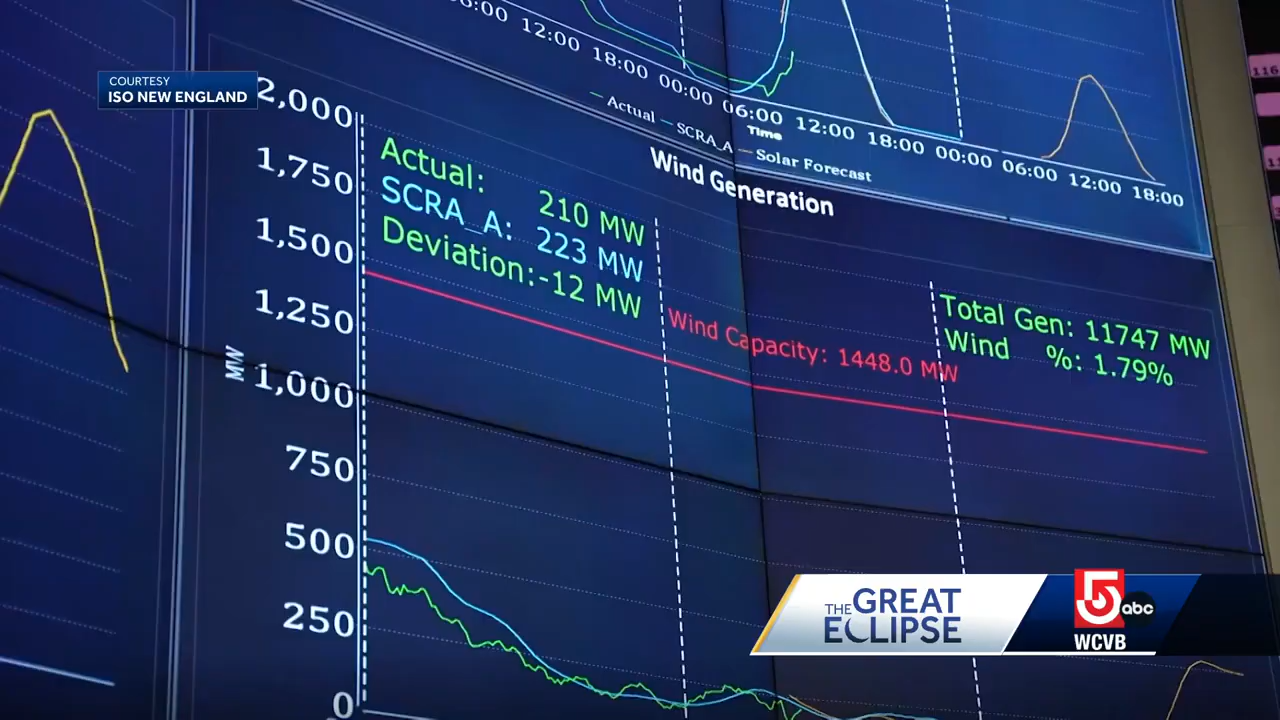 COURTESY
ISO NEW ENGLAND
12:00
18:00
00:00
06:00
12:00
18:00
00:00
06:00
12:00
18:00
Time
Actual
SCRA_A
Solar Forecast
Wind Generation
2,000
1,750
1,500
1,250
1,000
750
500
250
0
MW
Actual: 210 MW
SCRA_A: 223 MW
Deviation:-12 MW
Wind Capacity: 1448.0 MW
Total Gen: 11747 MW
Wind %: 1.79%
THE GREAT
ECLIPSE
5
abc
WCVB